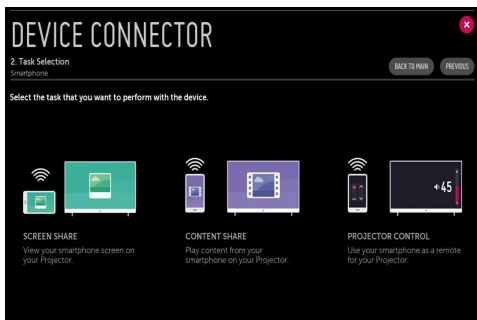 DEVICE CONNECTOR
2. Task Selection
Smartphone
BACK TO MAIN
PREVIOUS
Select the task that you want to perform with the device.
45
SCREEN SHARE
View your smartphone screen on
your Projector.
CONTENT SHARE
Play content from your
smartphone on your Projector.
PROJECTOR CONTROL
Use your smartphone as a remote
for your Projector.